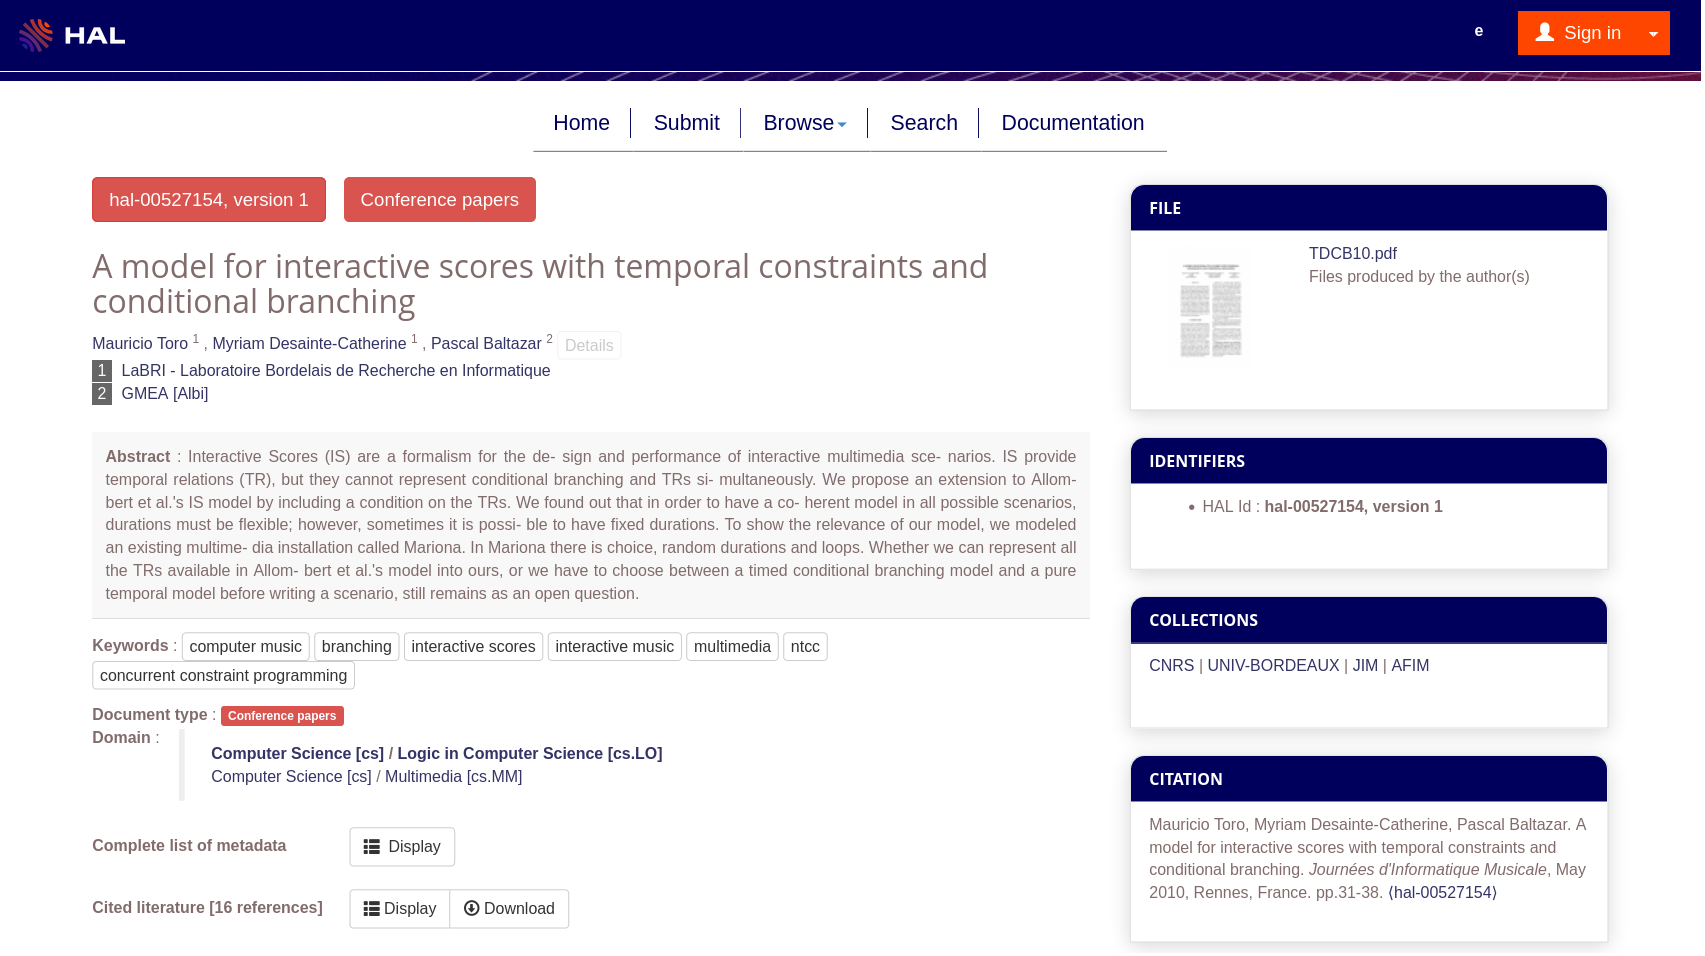 HAL
e
Sign in
Home
Submit
Browse
Search
Documentation
hal-00527154, version 1
Conference papers
A model for interactive scores with temporal constraints and
conditional branching
Mauricio Toro 1 , Myriam Desainte-Catherine 1 , Pascal Baltazar 2 Details
1 LaBRI - Laboratoire Bordelais de Recherche en Informatique
2 GMEA [Albi]
Abstract : Interactive Scores (IS) are a formalism for the de- sign and performance of interactive multimedia sce- narios. IS provide
temporal relations (TR), but they cannot represent conditional branching and TRs si- multaneously. We propose an extension to Allom-
bert et al.'s IS model by including a condition on the TRs. We found out that in order to have a co- herent model in all possible scenarios,
durations must be flexible; however, sometimes it is possi- ble to have fixed durations. To show the relevance of our model, we modeled
an existing multime- dia installation called Mariona. In Mariona there is choice, random durations and loops. Whether we can represent all
the TRs available in Allom- bert et al.'s model into ours, or we have to choose between a timed conditional branching model and a pure
temporal model before writing a scenario, still remains as an open question.
Keywords : computer music branching interactive scores interactive music multimedia ntcc
concurrent constraint programming
Document type : Conference papers
Domain :
Computer Science [cs] / Logic in Computer Science [cs.LO]
Computer Science [cs] / Multimedia [cs.MM]
Complete list of metadata
Display
Cited literature [16 references]
Display
Download
FILE
TDCB10.pdf
Files produced by the author(s)
IDENTIFIERS
• HAL Id : hal-00527154, version 1
COLLECTIONS
CNRS | UNIV-BORDEAUX | JIM | AFIM
CITATION
Mauricio Toro, Myriam Desainte-Catherine, Pascal Baltazar. A
model for interactive scores with temporal constraints and
conditional branching. Journées d'Informatique Musicale, May
2010, Rennes, France. pp.31-38. ⟨hal-00527154⟩